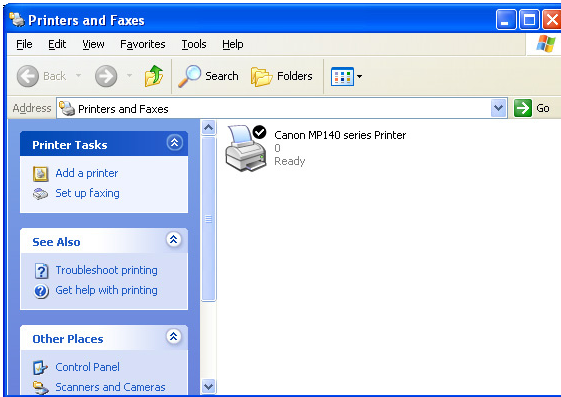 Printers and Faxes
File Edit View Favorites Tools Help
Back Search Folders
Address Printers and Faxes Go
Printer Tasks
Add a printer
Set up faxing
See Also
Troubleshoot printing
Get help with printing
Other Places
Control Panel
Scanners and Cameras
Canon MP140 series Printer
0
Ready